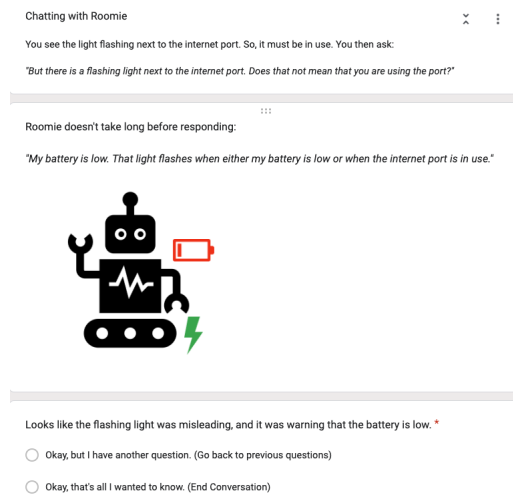 Chatting with Roomie
You see the light flashing next to the internet port. So, it must be in use. You then ask:
"But there is a flashing light next to the internet port. Does that not mean that you are using the port?"
Roomie doesn't take long before responding:
"My battery is low. That light flashes when either my battery is low or when the internet port is in use."
Looks like the flashing light was misleading, and it was warning that the battery is low. *
Okay, but I have another question. (Go back to previous questions)
Okay, that's all I wanted to know. (End Conversation)